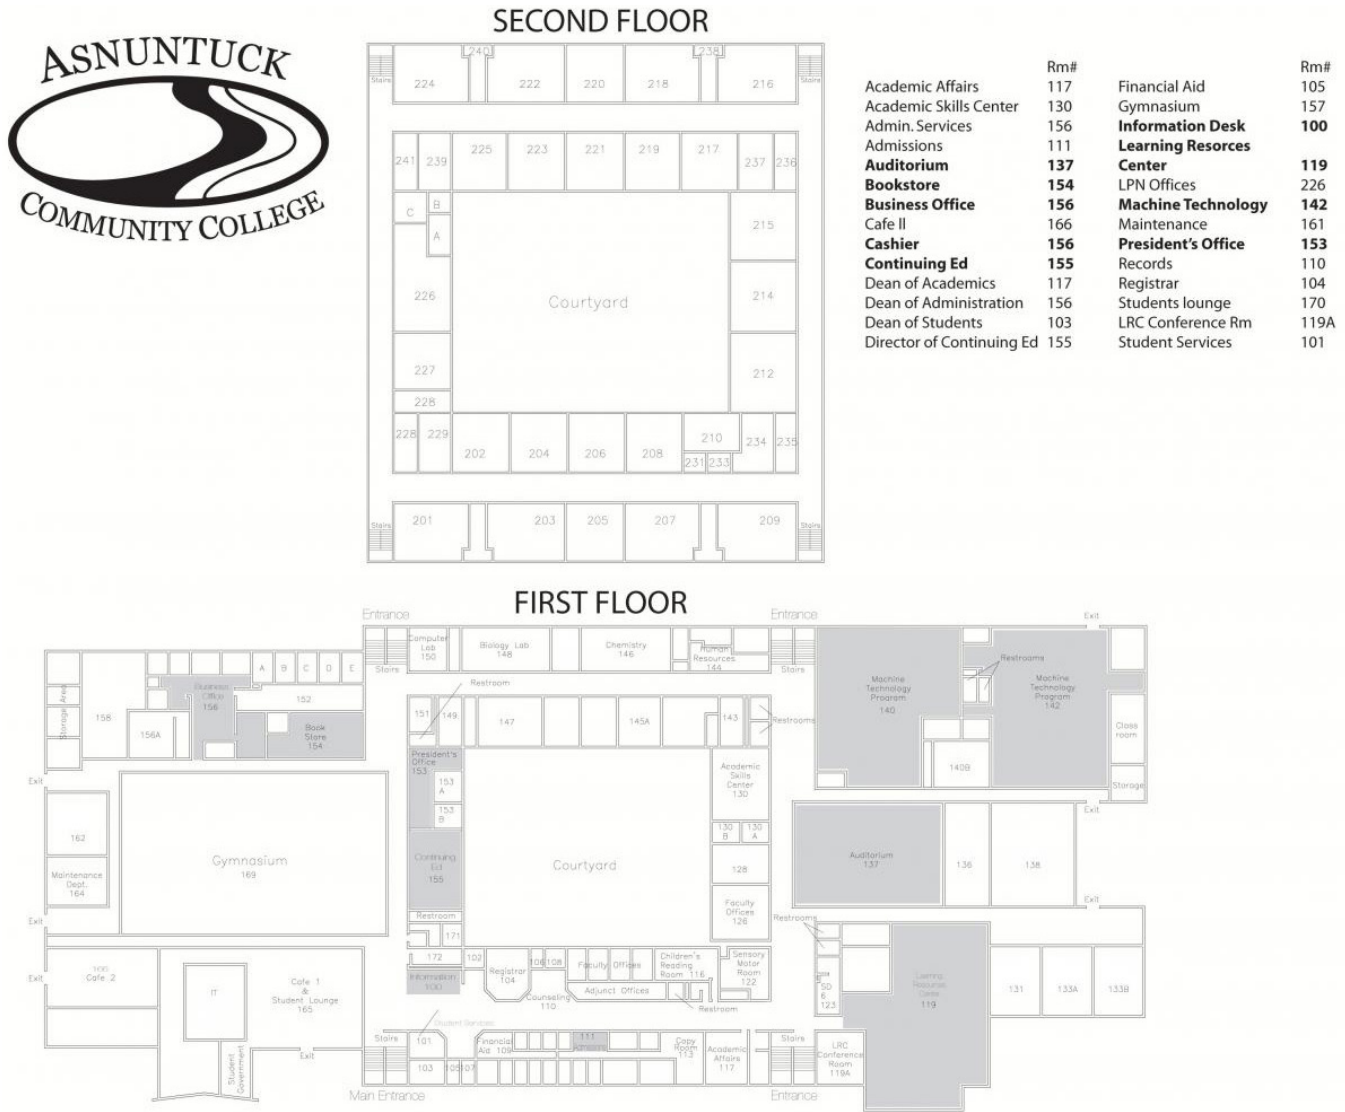 ASNUNTUCK
COMMUNITY COLLEGE
SECOND FLOOR
240
238
Stairs
224
222
220
218
216
Stairs
241
239
225
223
221
219
217
237
236
C
B
A
215
226
Courtyard
214
227
212
228
228
229
202
204
206
208
210
231
233
234
235
Stairs
201
203
205
207
209
Stairs
Rm#
Academic Affairs 117
Academic Skills Center 130
Admin. Services 156
Admissions 111
Auditorium 137
Bookstore 154
Business Office 156
Cafe ll 166
Cashier 156
Continuing Ed 155
Dean of Academics 117
Dean of Administration 156
Dean of Students 103
Director of Continuing Ed 155
Rm#
Financial Aid 105
Gymnasium 157
Information Desk 100
Learning Resorces
Center 119
LPN Offices 226
Machine Technology 142
Maintenance 161
President's Office 153
Records 110
Registrar 104
Students lounge 170
LRC Conference Rm 119A
Student Services 101
FIRST FLOOR
Entrance
Entrance
Exit
Computer
Lab
150
Biology Lab
148
Chemistry
146
Human
Resources
144
Stairs
Stairs
A
B
C
D
E
Storage Area
158
156A
Business
Office
156
152
Book
Store
154
Restroom
151
149
147
145A
143
Restrooms
Machine
Technology
Program
140
Restrooms
Machine
Technology
Program
142
140B
Class
room
Storage
Exit
Exit
President's
Office
153
153
A
153
B
Academic
Skills
Center
130
130
B
130
A
162
Maintenance
Dept.
164
Gymnasium
169
Continuing
Ed
155
Courtyard
128
Auditorium
137
136
138
Exit
Exit
Restroom
171
172
Faculty
Offices
126
Restrooms
Exit
Cafe 2
IT
Cafe 1
&
Student Lounge
165
Student
Government
Exit
Information
100
102
Registrar
104
106
108
Faculty Offices
Children's
Reading
Room 116
Sensory
Motor
Room
122
Counseling
110
Adjunct Offices
Restroom
SD
6
123
Learning
Resources
Center
119
131
133A
133B
Student Services
Stairs
101
103
105
107
Financial
Aid 109
111
Copy
Room
113
Academic
Affairs
117
Stairs
LRC
Conference
Room
119A
Main Entrance
Entrance